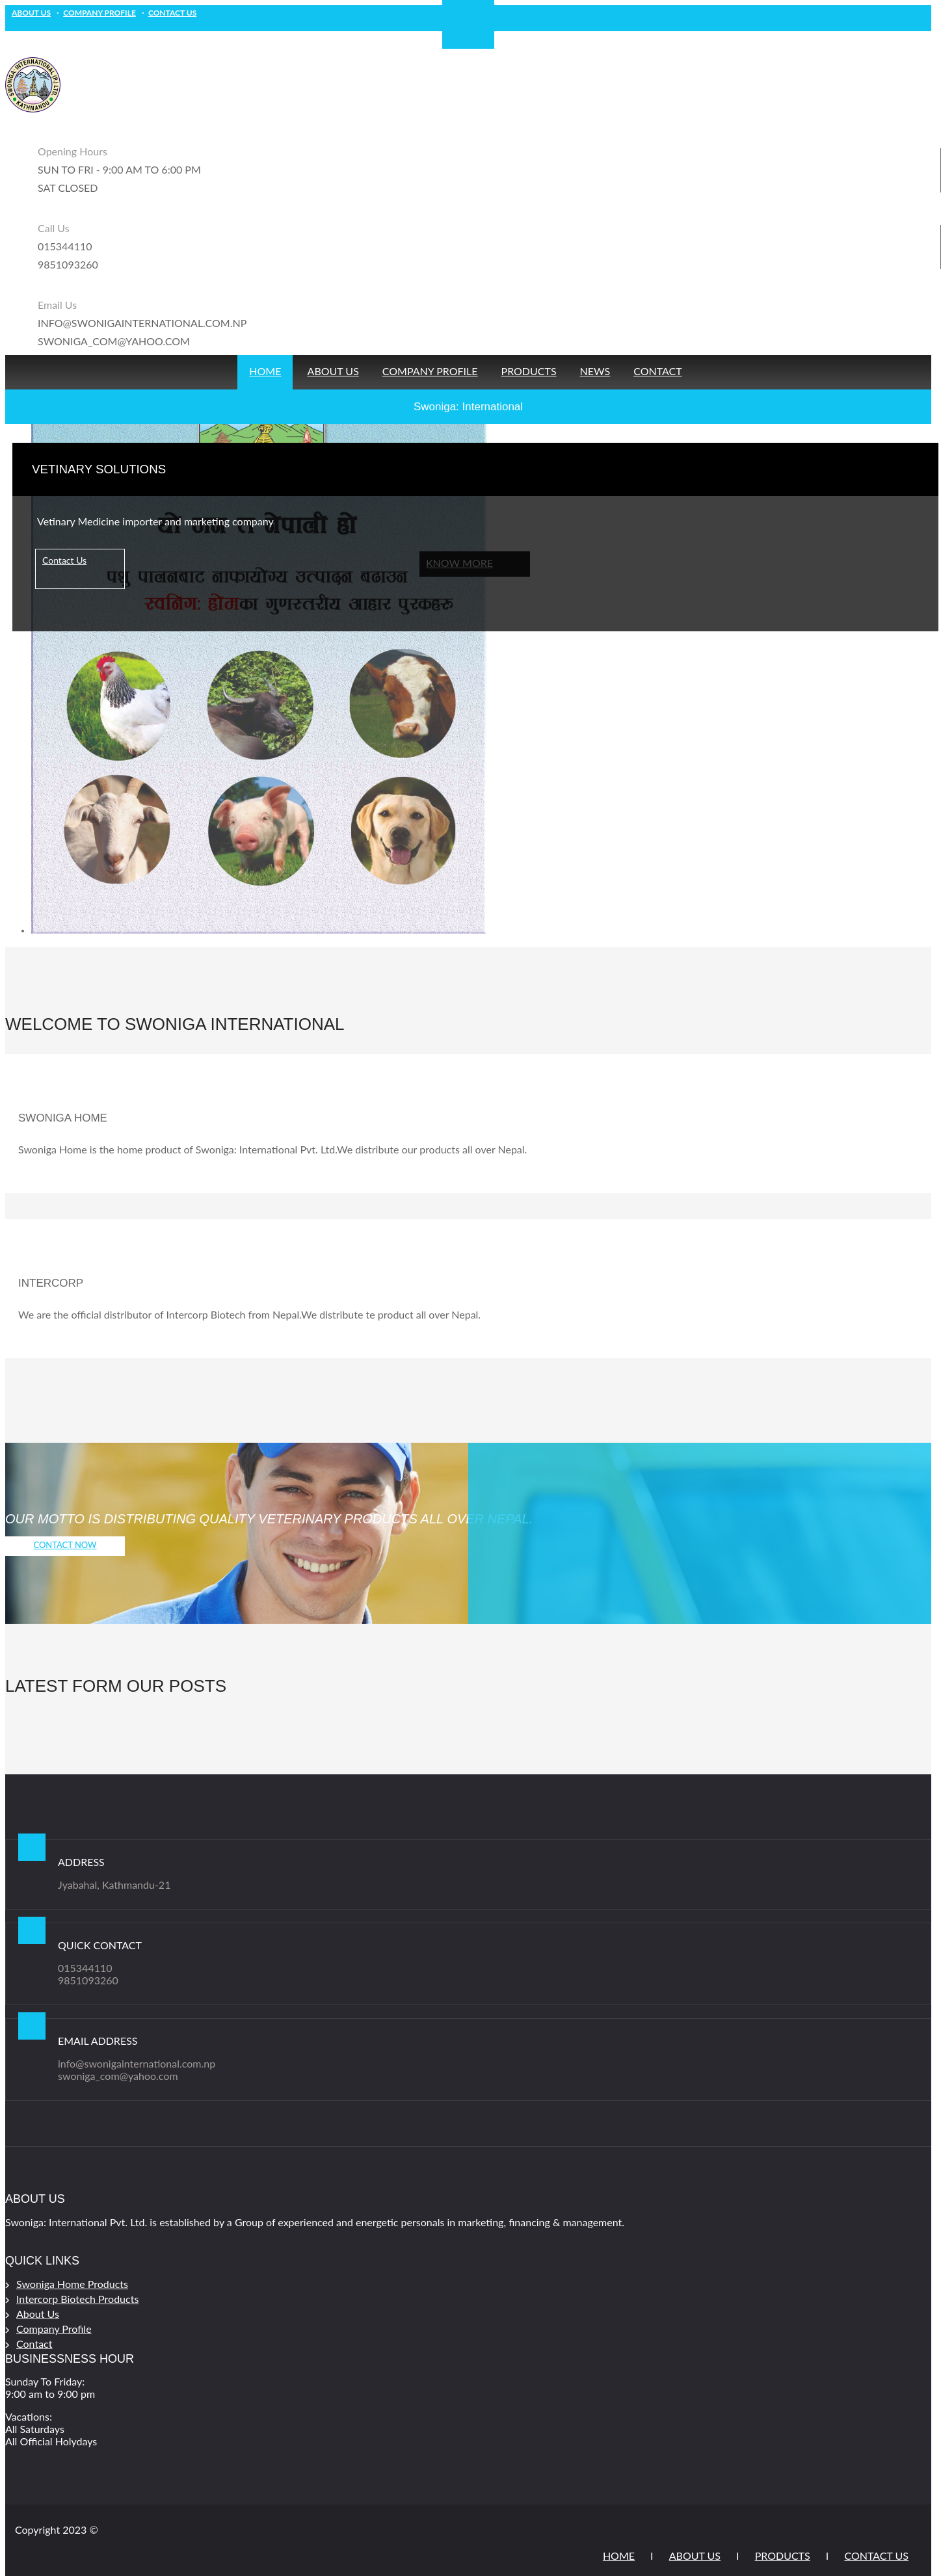 ABOUT US · COMPANY PROFILE · CONTACT US
SWONIGA: INTERNATIONAL (P) LTD.
KATHMANDU
Opening Hours
SUN TO FRI - 9:00 AM TO 6:00 PM
SAT CLOSED
Call Us
015344110
9851093260
Email Us
INFO@SWONIGAINTERNATIONAL.COM.NP
SWONIGA_COM@YAHOO.COM
HOME ABOUT US COMPANY PROFILE PRODUCTS NEWS CONTACT
Swoniga: International
VETINARY SOLUTIONS
Vetinary Medicine importer and marketing company
यो जन त नेपाली हो
Contact Us
KNOW MORE
पशु पालनबाट नाफायोग्य उत्पादन बढाउन
स्वनिग: होमका गुणस्तरीय आहार पुरकहरु
WELCOME TO SWONIGA INTERNATIONAL
SWONIGA HOME
Swoniga Home is the home product of Swoniga: International Pvt. Ltd.We distribute our products all over Nepal.
INTERCORP
We are the official distributor of Intercorp Biotech from Nepal.We distribute te product all over Nepal.
OUR MOTTO IS DISTRIBUTING QUALITY VETERINARY PRODUCTS ALL OVER NEPAL.
CONTACT NOW
LATEST FORM OUR POSTS
ADDRESS
Jyabahal, Kathmandu-21
QUICK CONTACT
015344110
9851093260
EMAIL ADDRESS
info@swonigainternational.com.np
swoniga_com@yahoo.com
ABOUT US
Swoniga: International Pvt. Ltd. is established by a Group of experienced and energetic personals in marketing, financing & management.
QUICK LINKS
Swoniga Home Products
Intercorp Biotech Products
About Us
Company Profile
Contact
BUSINESSNESS HOUR
Sunday To Friday:
9:00 am to 9:00 pm
Vacations:
All Saturdays
All Official Holydays
Copyright 2023 ©
HOME I ABOUT US I PRODUCTS I CONTACT US